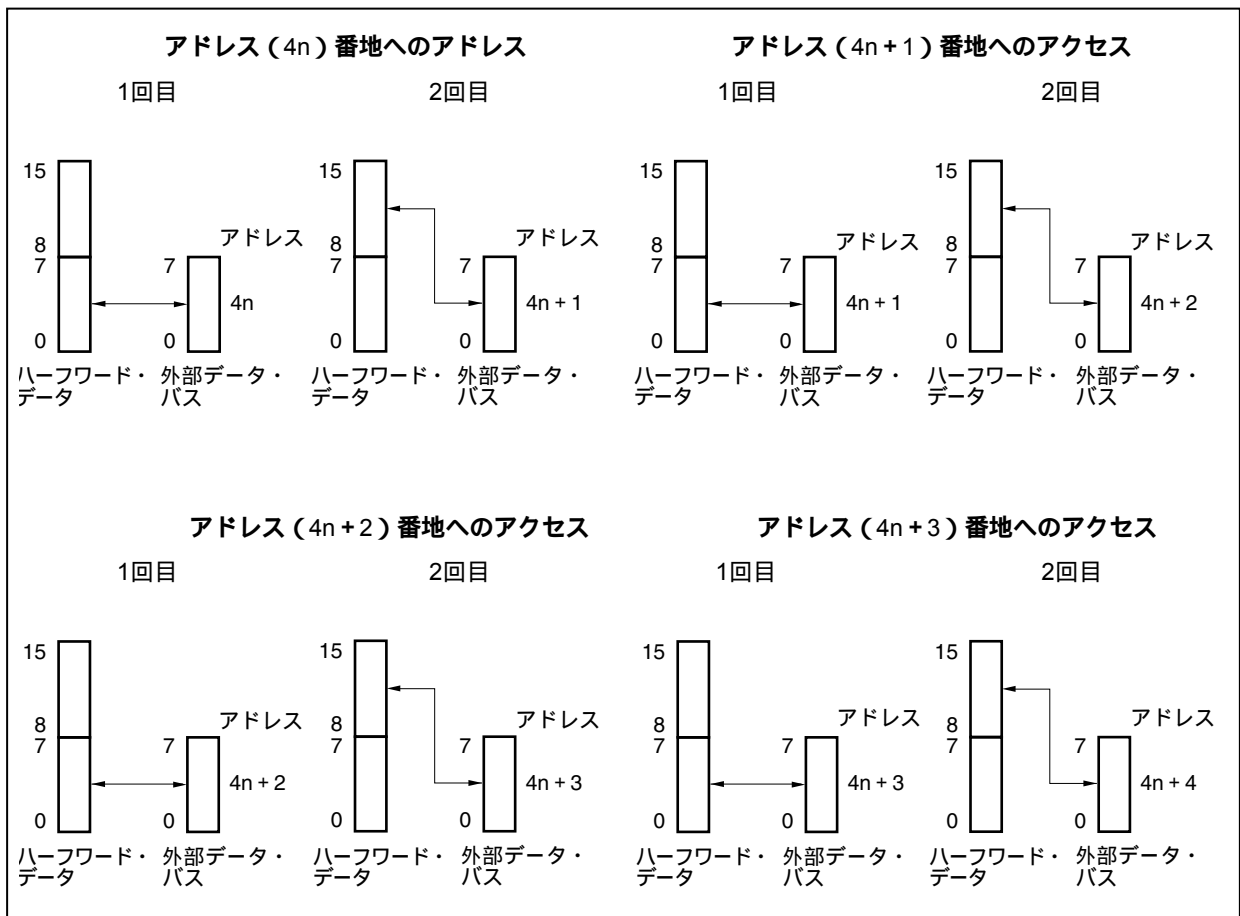 アドレス（4n）番地へのアドレス
1回目
2回目
15
8
7
0
アドレス
7
4n
0
ハーフワード・
データ
外部データ・
バス
15
8
7
0
アドレス
7
4n + 1
0
ハーフワード・
データ
外部データ・
バス
アドレス（4n + 1）番地へのアクセス
1回目
2回目
15
8
7
0
アドレス
7
4n + 1
0
ハーフワード・
データ
外部データ・
バス
15
8
7
0
アドレス
7
4n + 2
0
ハーフワード・
データ
外部データ・
バス
アドレス（4n + 2）番地へのアクセス
1回目
2回目
15
8
7
0
アドレス
7
4n + 2
0
ハーフワード・
データ
外部データ・
バス
15
8
7
0
アドレス
7
4n + 3
0
ハーフワード・
データ
外部データ・
バス
アドレス（4n + 3）番地へのアクセス
1回目
2回目
15
8
7
0
アドレス
7
4n + 3
0
ハーフワード・
データ
外部データ・
バス
15
8
7
0
アドレス
7
4n + 4
0
ハーフワード・
データ
外部データ・
バス